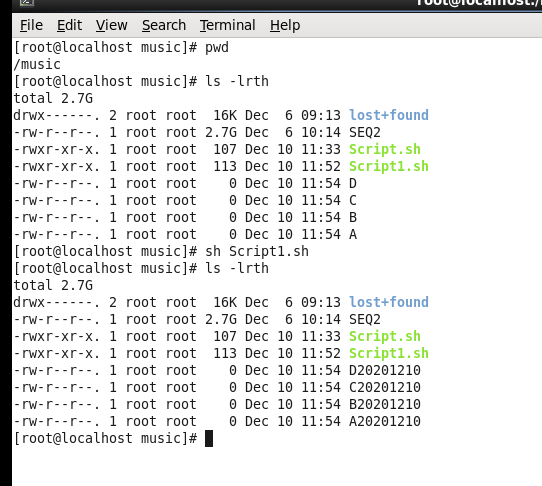 root@localhost:/
File Edit View Search Terminal Help
[root@localhost music]# pwd
/music
[root@localhost music]# ls -lrth
total 2.7G
drwx------. 2 root root  16K Dec  6 09:13 lost+found
-rw-r--r--. 1 root root 2.7G Dec  6 10:14 SEQ2
-rwxr-xr-x. 1 root root  107 Dec 10 11:33 Script.sh
-rwxr-xr-x. 1 root root  113 Dec 10 11:52 Script1.sh
-rw-r--r--. 1 root root    0 Dec 10 11:54 D
-rw-r--r--. 1 root root    0 Dec 10 11:54 C
-rw-r--r--. 1 root root    0 Dec 10 11:54 B
-rw-r--r--. 1 root root    0 Dec 10 11:54 A
[root@localhost music]# sh Script1.sh
[root@localhost music]# ls -lrth
total 2.7G
drwx------. 2 root root  16K Dec  6 09:13 lost+found
-rw-r--r--. 1 root root 2.7G Dec  6 10:14 SEQ2
-rwxr-xr-x. 1 root root  107 Dec 10 11:33 Script.sh
-rwxr-xr-x. 1 root root  113 Dec 10 11:52 Script1.sh
-rw-r--r--. 1 root root    0 Dec 10 11:54 D20201210
-rw-r--r--. 1 root root    0 Dec 10 11:54 C20201210
-rw-r--r--. 1 root root    0 Dec 10 11:54 B20201210
-rw-r--r--. 1 root root    0 Dec 10 11:54 A20201210
[root@localhost music]#